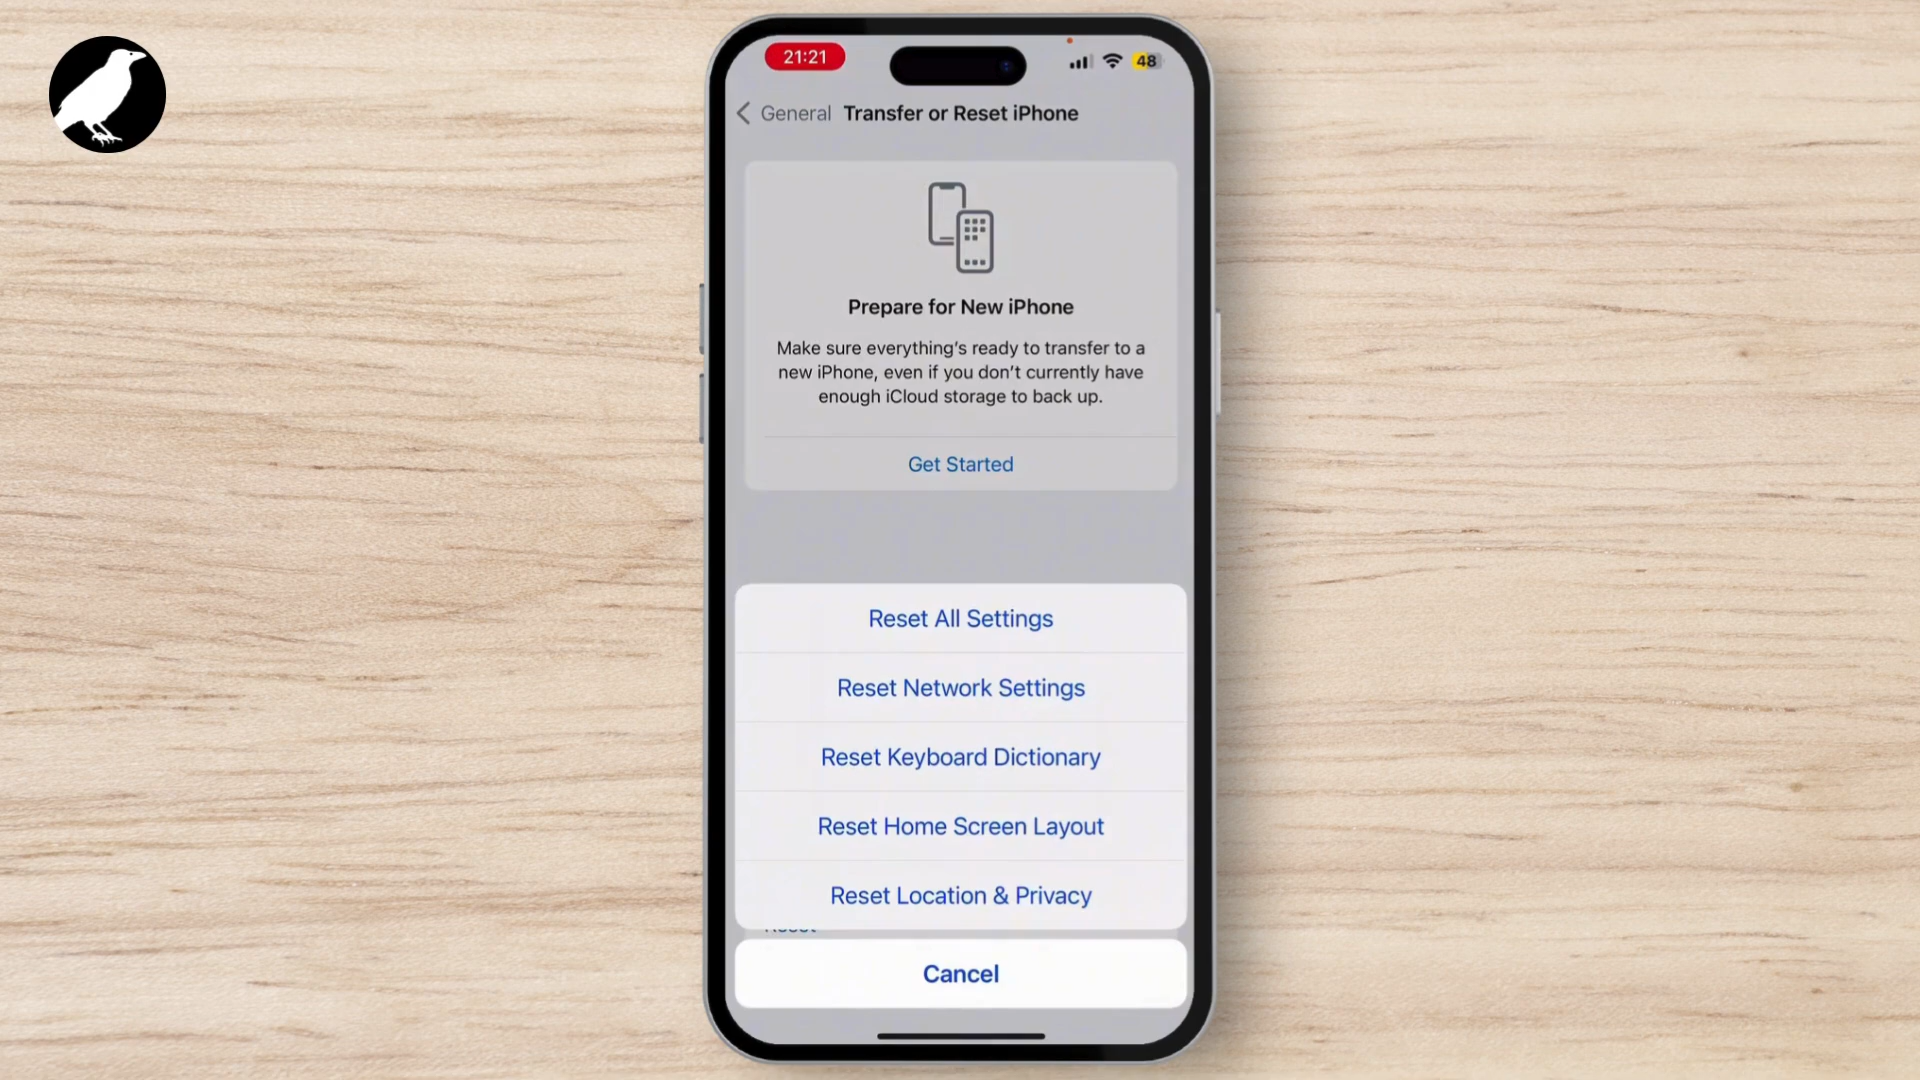 21:21
48
General Transfer or Reset iPhone
Prepare for New iPhone
Make sure everything's ready to transfer to a
new iPhone, even if you don't currently have
enough iCloud storage to back up.
Get Started
Reset All Settings
Reset Network Settings
Reset Keyboard Dictionary
Reset Home Screen Layout
Reset Location & Privacy
Cancel